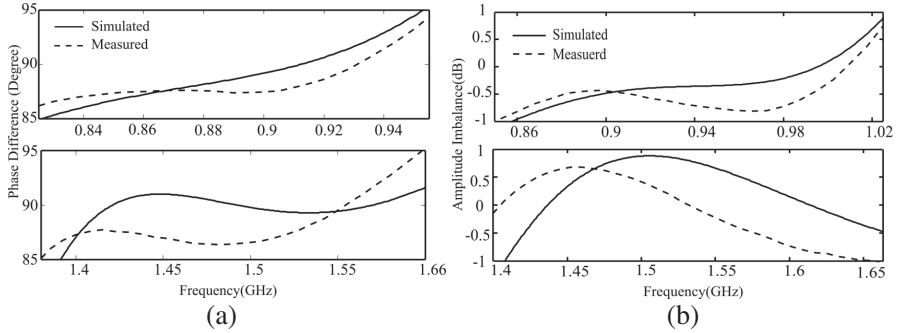 Phase Difference (Degree)
95
90
85
Simulated
Measured
0.84 0.86 0.88 0.9 0.92 0.94
95
90
85
1.4 1.45 1.5 1.55 1.66
Frequency(GHz)
(a)
Amplitude Imbalance(dB)
1
0.5
0
-0.5
-1
Simulated
Measuerd
0.86 0.9 0.94 0.98 1.02
1
0.5
0
-0.5
-1
1.4 1.45 1.5 1.55 1.6 1.65
Frequency(GHz)
(b)